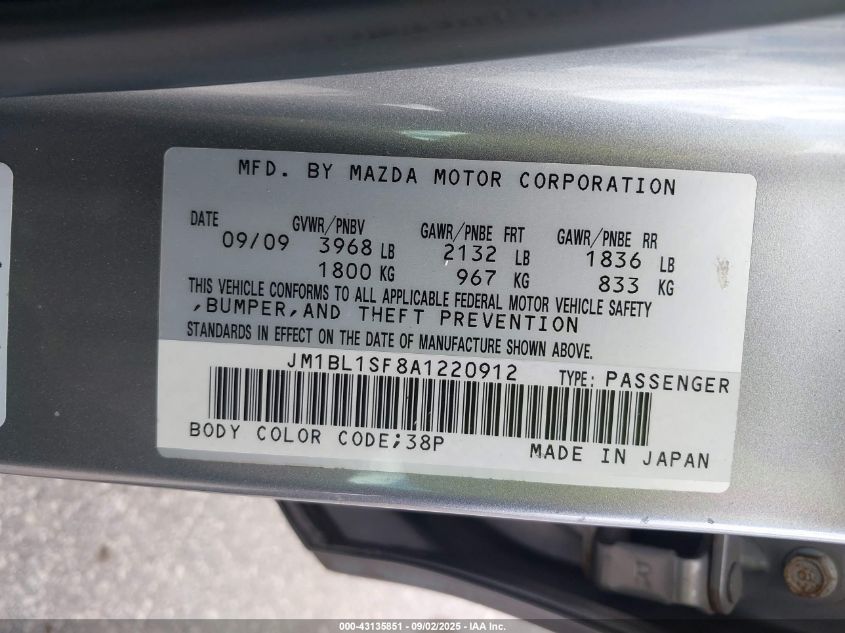 MFD. BY MAZDA MOTOR CORPORATION
DATE GVWR/PNBV GAWR/PNBE FRT GAWR/PNBE RR
09/09 3968 LB 2132 LB 1836 LB
1800 KG 967 KG 833 KG
THIS VEHICLE CONFORMS TO ALL APPLICABLE FEDERAL MOTOR VEHICLE SAFETY
,BUMPER,AND THEFT PREVENTION
STANDARDS IN EFFECT ON THE DATE OF MANUFACTURE SHOWN ABOVE.
JM1BL1SF8A1220912 TYPE: PASSENGER
BODY COLOR CODE;38P MADE IN JAPAN
000-43135851 | 09/02/2025 | IAA Inc.